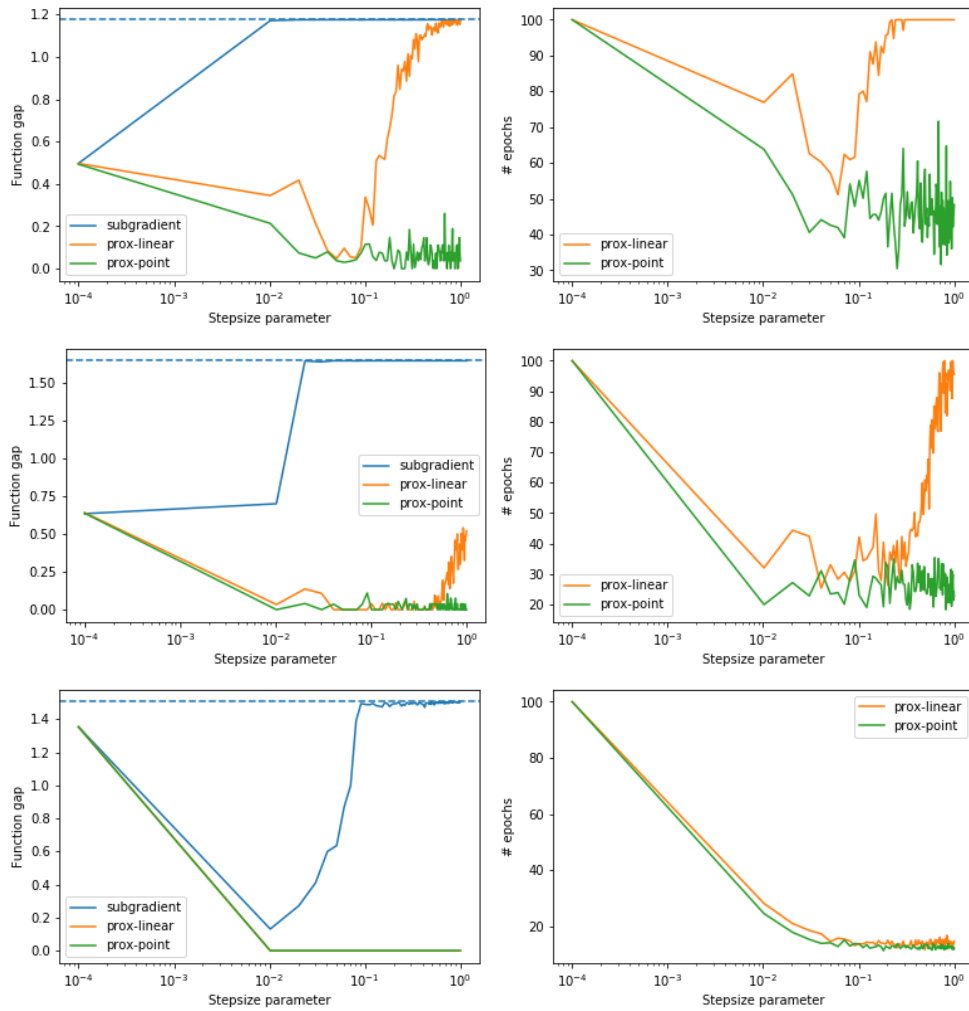 Function gap
1.2
1.0
0.8
0.6
0.4
0.2
0.0
subgradient
prox-linear
prox-point
10⁻⁴ 10⁻³ 10⁻² 10⁻¹ 10⁰
Stepsize parameter
# epochs
100
90
80
70
60
50
40
30
prox-linear
prox-point
10⁻⁴ 10⁻³ 10⁻² 10⁻¹ 10⁰
Stepsize parameter
Function gap
1.50
1.25
1.00
0.75
0.50
0.25
0.00
subgradient
prox-linear
prox-point
10⁻⁴ 10⁻³ 10⁻² 10⁻¹ 10⁰
Stepsize parameter
# epochs
100
90
80
70
60
50
40
30
20
prox-linear
prox-point
10⁻⁴ 10⁻³ 10⁻² 10⁻¹ 10⁰
Stepsize parameter
Function gap
1.4
1.2
1.0
0.8
0.6
0.4
0.2
0.0
subgradient
prox-linear
prox-point
10⁻⁴ 10⁻³ 10⁻² 10⁻¹ 10⁰
Stepsize parameter
# epochs
100
80
60
40
20
prox-linear
prox-point
10⁻⁴ 10⁻³ 10⁻² 10⁻¹ 10⁰
Stepsize parameter